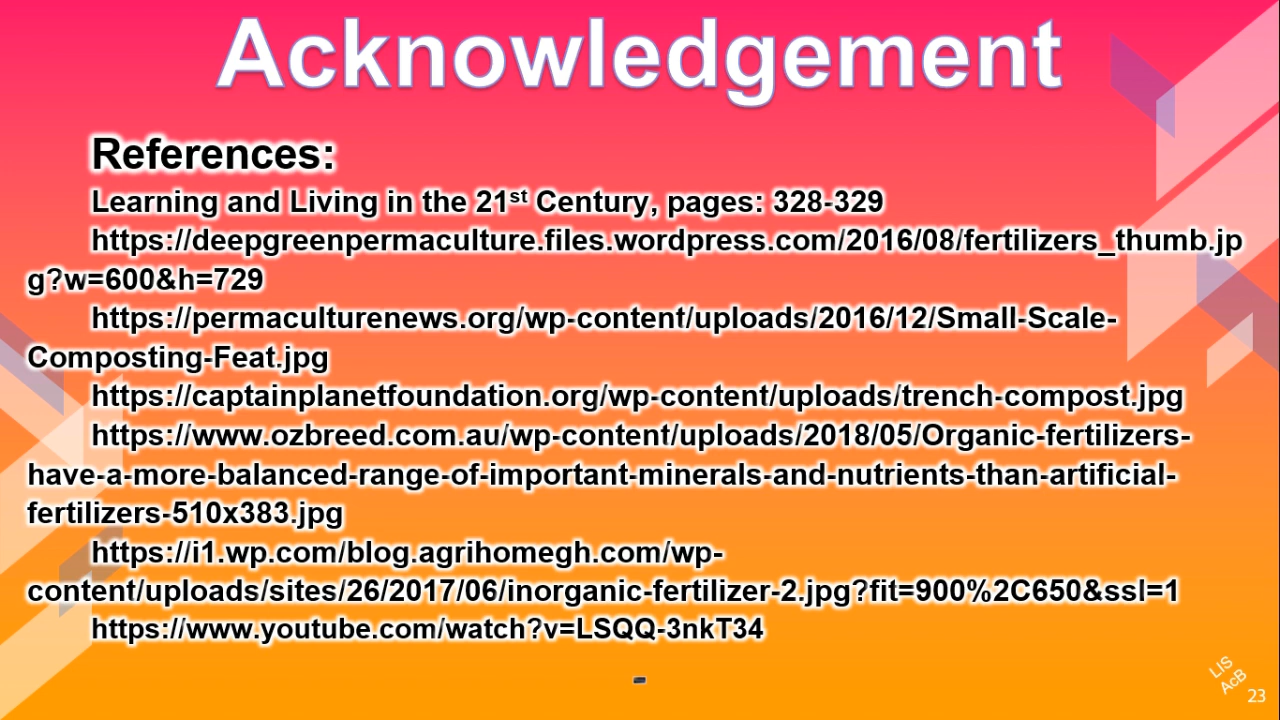 Acknowledgement
References:
Learning and Living in the 21st Century, pages: 328-329
https://deepgreenpermaculture.files.wordpress.com/2016/08/fertilizers_thumb.jp
g?w=600&h=729
https://permaculturenews.org/wp-content/uploads/2016/12/Small-Scale-
Composting-Feat.jpg
https://captainplanetfoundation.org/wp-content/uploads/trench-compost.jpg
https://www.ozbreed.com.au/wp-content/uploads/2018/05/Organic-fertilizers-
have-a-more-balanced-range-of-important-minerals-and-nutrients-than-artificial-
fertilizers-510x383.jpg
https://i1.wp.com/blog.agrihomegh.com/wp-
content/uploads/sites/26/2017/06/inorganic-fertilizer-2.jpg?fit=900%2C650&ssl=1
https://www.youtube.com/watch?v=LSQQ-3nkT34
LIS
AcB
23